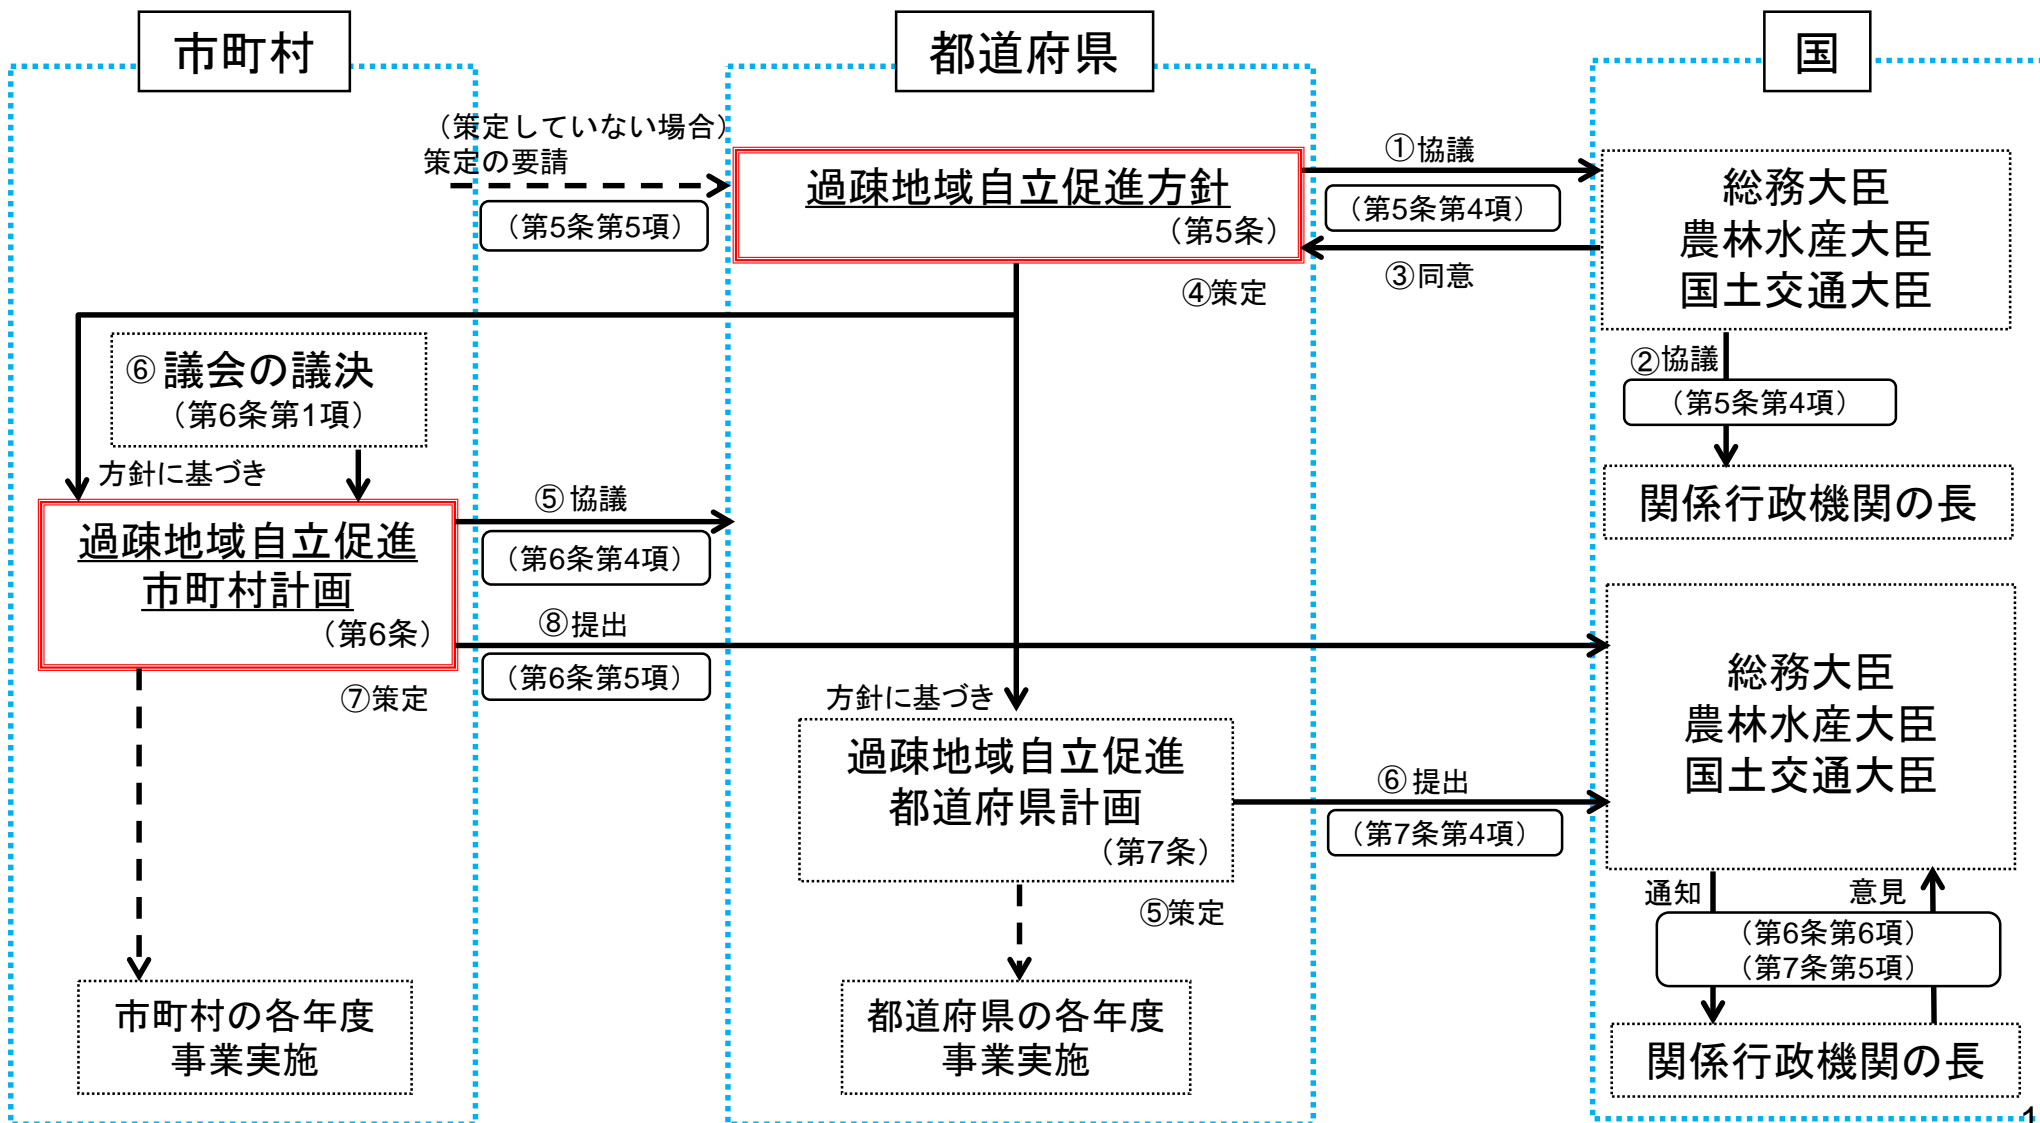 市町村
都道府県
国
（策定していない場合）
策定の要請
（第5条第5項）
過疎地域自立促進方針
（第5条）
④策定
①協議
（第5条第4項）
③同意
総務大臣
農林水産大臣
国土交通大臣
②協議
（第5条第4項）
関係行政機関の長
⑥議会の議決
（第6条第1項）
方針に基づき
過疎地域自立促進
市町村計画
（第6条）
⑦策定
⑤協議
（第6条第4項）
⑧提出
（第6条第5項）
方針に基づき
過疎地域自立促進
都道府県計画
（第7条）
⑤策定
⑥提出
（第7条第4項）
総務大臣
農林水産大臣
国土交通大臣
通知
意見
（第6条第6項）
（第7条第5項）
関係行政機関の長
市町村の各年度
事業実施
都道府県の各年度
事業実施
1